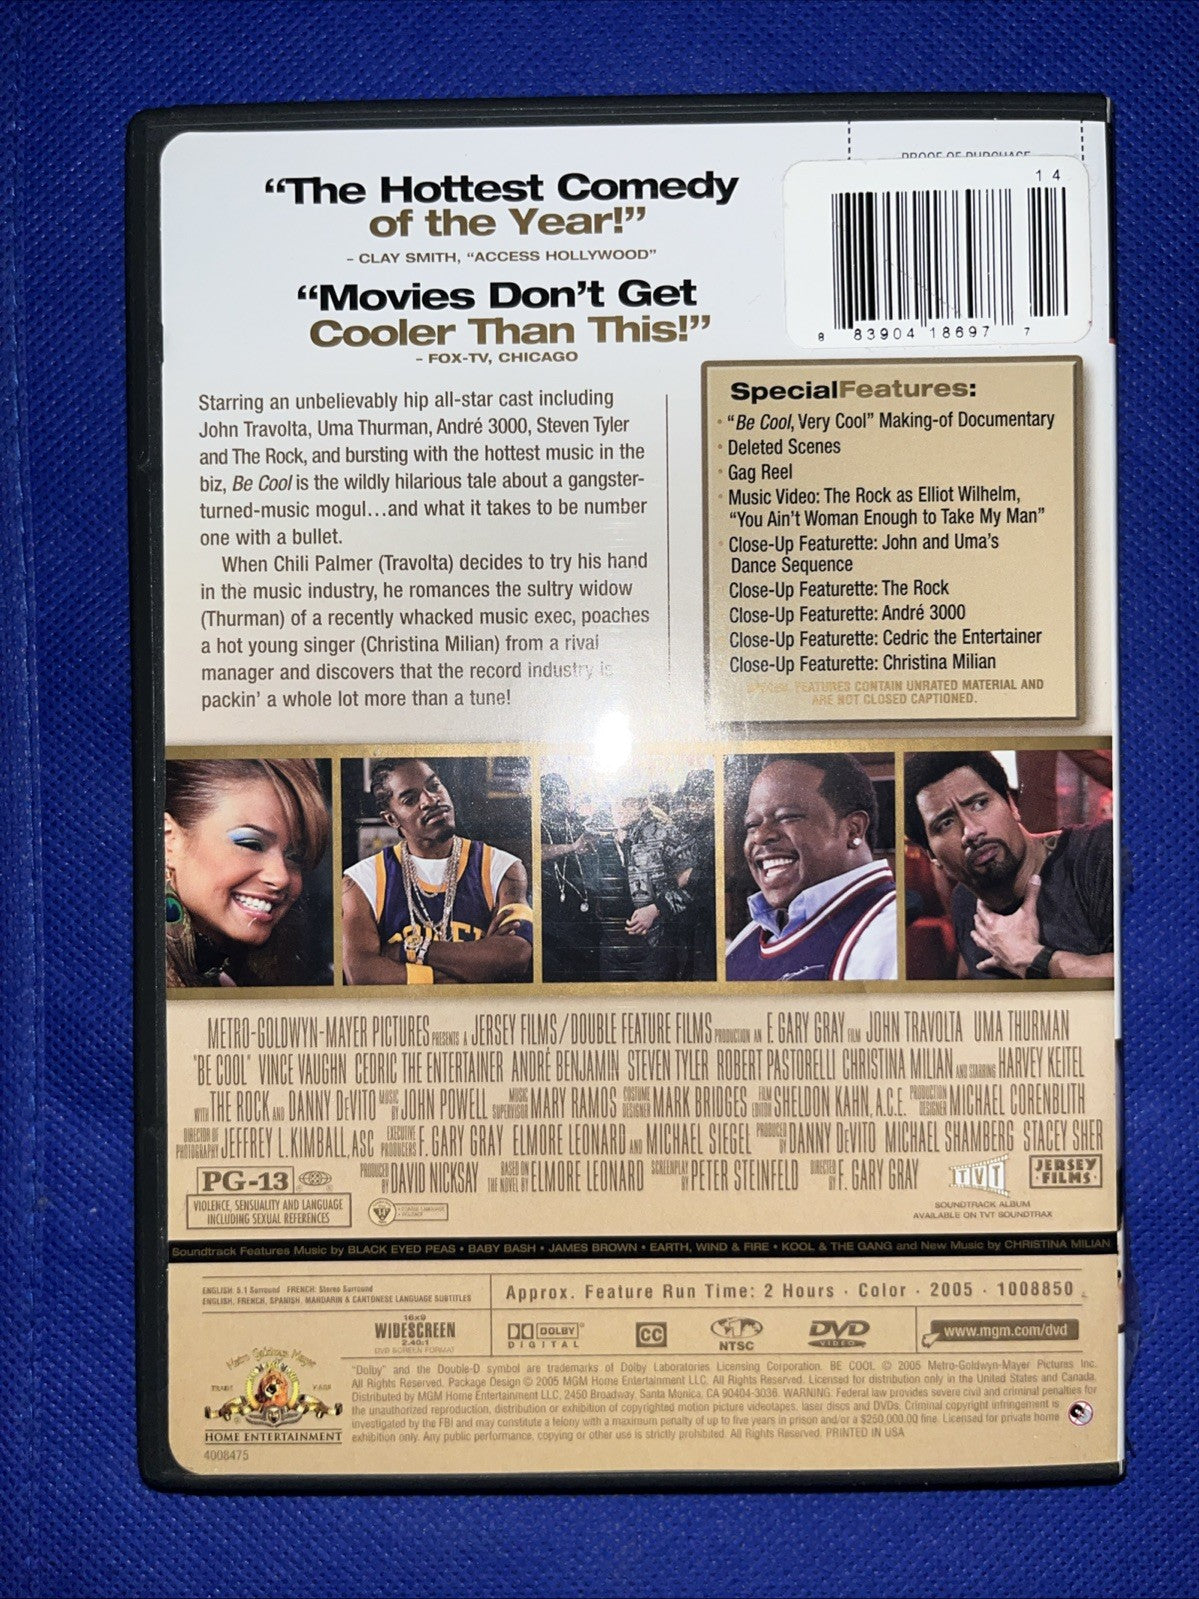 PROOF OF PURCHASE
14
8 83904 18697 7
“The Hottest Comedy
of the Year!”
– CLAY SMITH, “ACCESS HOLLYWOOD”
“Movies Don’t Get
Cooler Than This!”
– FOX-TV, CHICAGO
Starring an unbelievably hip all-star cast including
John Travolta, Uma Thurman, André 3000, Steven Tyler
and The Rock, and bursting with the hottest music in the
biz, Be Cool is the wildly hilarious tale about a gangster-
turned-music mogul…and what it takes to be number
one with a bullet.
When Chili Palmer (Travolta) decides to try his hand
in the music industry, he romances the sultry widow
(Thurman) of a recently whacked music exec, poaches
a hot young singer (Christina Milian) from a rival
manager and discovers that the record industry is
packin’ a whole lot more than a tune!
SpecialFeatures:
• “Be Cool, Very Cool” Making-of Documentary
• Deleted Scenes
• Gag Reel
• Music Video: The Rock as Elliot Wilhelm,
“You Ain’t Woman Enough to Take My Man”
• Close-Up Featurette: John and Uma’s
Dance Sequence
Close-Up Featurette: The Rock
Close-Up Featurette: André 3000
Close-Up Featurette: Cedric the Entertainer
Close-Up Featurette: Christina Milian
SPECIAL FEATURES CONTAIN UNRATED MATERIAL AND
ARE NOT CLOSED CAPTIONED.
METRO-GOLDWYN-MAYER PICTURES PRESENTS A JERSEY FILMS/DOUBLE FEATURE FILMS PRODUCTION AN F. GARY GRAY FILM JOHN TRAVOLTA UMA THURMAN
"BE COOL" VINCE VAUGHN CEDRIC THE ENTERTAINER ANDRÉ BENJAMIN STEVEN TYLER ROBERT PASTORELLI CHRISTINA MILIAN AND STARRING HARVEY KEITEL
WITH THE ROCK AND DANNY DeVITO MUSIC BY JOHN POWELL MUSIC SUPERVISOR MARY RAMOS COSTUME DESIGNER MARK BRIDGES FILM EDITOR SHELDON KAHN, A.C.E. PRODUCTION DESIGNER MICHAEL CORENBLITH
DIRECTOR OF PHOTOGRAPHY JEFFREY L. KIMBALL, ASC EXECUTIVE PRODUCERS F. GARY GRAY ELMORE LEONARD AND MICHAEL SIEGEL PRODUCED BY DANNY DeVITO MICHAEL SHAMBERG STACEY SHER
PRODUCED BY DAVID NICKSAY BASED ON THE NOVEL BY ELMORE LEONARD SCREENPLAY BY PETER STEINFELD DIRECTED BY F. GARY GRAY
PG-13
VIOLENCE, SENSUALITY AND LANGUAGE
INCLUDING SEXUAL REFERENCES
TVT
SOUNDTRACK ALBUM
AVAILABLE ON TVT SOUNDTRAX
JERSEY
FILMS
Soundtrack Features Music by BLACK EYED PEAS • BABY BASH • JAMES BROWN • EARTH, WIND & FIRE • KOOL & THE GANG and New Music by CHRISTINA MILIAN
ENGLISH: 5.1 Surround FRENCH: Stereo Surround
ENGLISH, FRENCH, SPANISH, MANDARIN & CANTONESE LANGUAGE SUBTITLES
Approx. Feature Run Time: 2 Hours · Color · 2005 · 1008850
16x9
WIDESCREEN
2.40:1
DVD SCREEN FORMAT
DOLBY
DIGITAL
CC
NTSC
DVD
VIDEO
www.mgm.com/dvd
Metro Goldwyn Mayer
TRADE MARK
HOME ENTERTAINMENT
4008475
"Dolby" and the Double-D symbol are trademarks of Dolby Laboratories Licensing Corporation. BE COOL © 2005 Metro-Goldwyn-Mayer Pictures Inc.
All Rights Reserved. Package Design © 2005 MGM Home Entertainment LLC. All Rights Reserved. Licensed for distribution only in the United States and Canada.
Distributed by MGM Home Entertainment LLC, 2450 Broadway, Santa Monica, CA 90404-3036. WARNING: Federal law provides severe civil and criminal penalties for
the unauthorized reproduction, distribution or exhibition of copyrighted motion picture videotapes, laser discs and DVDs. Criminal copyright infringement is
investigated by the FBI and may constitute a felony with a maximum penalty of up to five years in prison and/or a $250,000.00 fine. Licensed for private home
exhibition only. Any public performance, copying or other use is strictly prohibited. All Rights Reserved. PRINTED IN USA